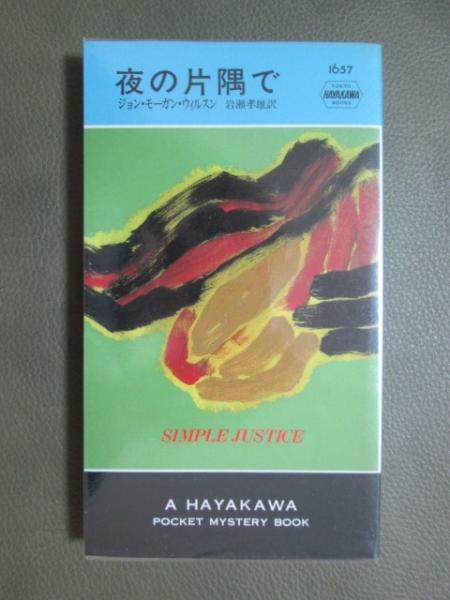 夜の片隅で
1657
ジョン・モーガン・ウィルスン 岩瀬孝雄訳
TOKYO
HAYAKAWA
BOOKS
SIMPLE JUSTICE
A HAYAKAWA
POCKET MYSTERY BOOK